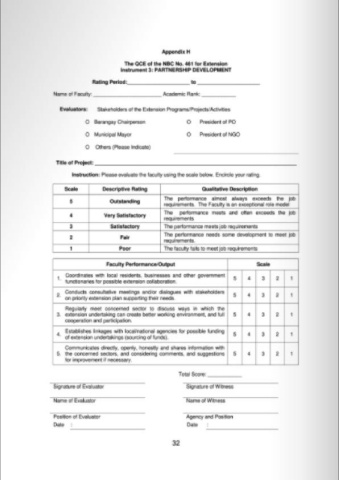 Appendix H
The QCE of the NBC No. 461 for Extension
Instrument 3: PARTNERSHIP DEVELOPMENT
Rating Period: to
Name of Faculty: Academic Rank:
Evaluators: Stakeholders of the Extension Programs/Projects/Activities
O Barangay Chairperson O President of PO
O Municipal Mayor O President of NGO
O Others (Please Indicate)
Title of Project:
Instruction: Please evaluate the faculty using the scale below. Encircle your rating.
Scale Descriptive Rating Qualitative Description
5 Outstanding The performance almost always exceeds the job
requirements. The Faculty is an exceptional role model
4 Very Satisfactory The performance meets and often exceeds the job
requirements
3 Satisfactory The performance meets job requirements
2 Fair The performance needs some development to meet job
requirements.
1 Poor The faculty fails to meet job requirements
Faculty Performance/Output Scale
1. Coordinates with local residents, businesses and other government
functionaries for possible extension collaboration. 5 4 3 2 1
2. Conducts consultative meetings and/or dialogues with stakeholders
on priority extension plan supporting their needs. 5 4 3 2 1
Regularly meet concerned sector to discuss ways in which the
3. extension undertaking can create better working environment, and full 5 4 3 2 1
cooperation and participation.
4. Establishes linkages with local/national agencies for possible funding
of extension undertakings (sourcing of funds). 5 4 3 2 1
Communicates directly, openly, honestly and shares information with
5. the concerned sectors, and considering comments, and suggestions 5 4 3 2 1
for improvement if necessary.
Total Score:
Signature of Evaluator Signature of Witness
Name of Evaluator Name of Witness
Position of Evaluator Agency and Position
Date : Date :
32